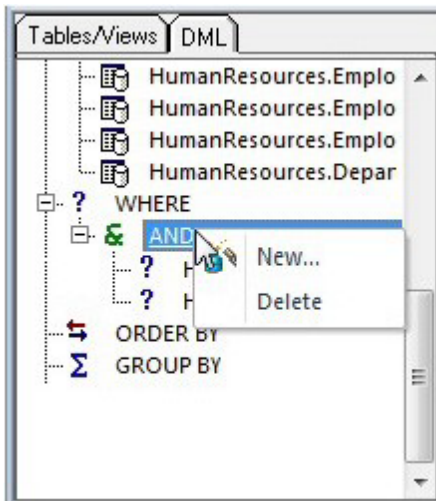 Tables/Views DML
HumanResources.Emplo
HumanResources.Emplo
HumanResources.Emplo
HumanResources.Depar
? WHERE
& AND
New...
? H
Delete
? H
ORDER BY
Σ GROUP BY